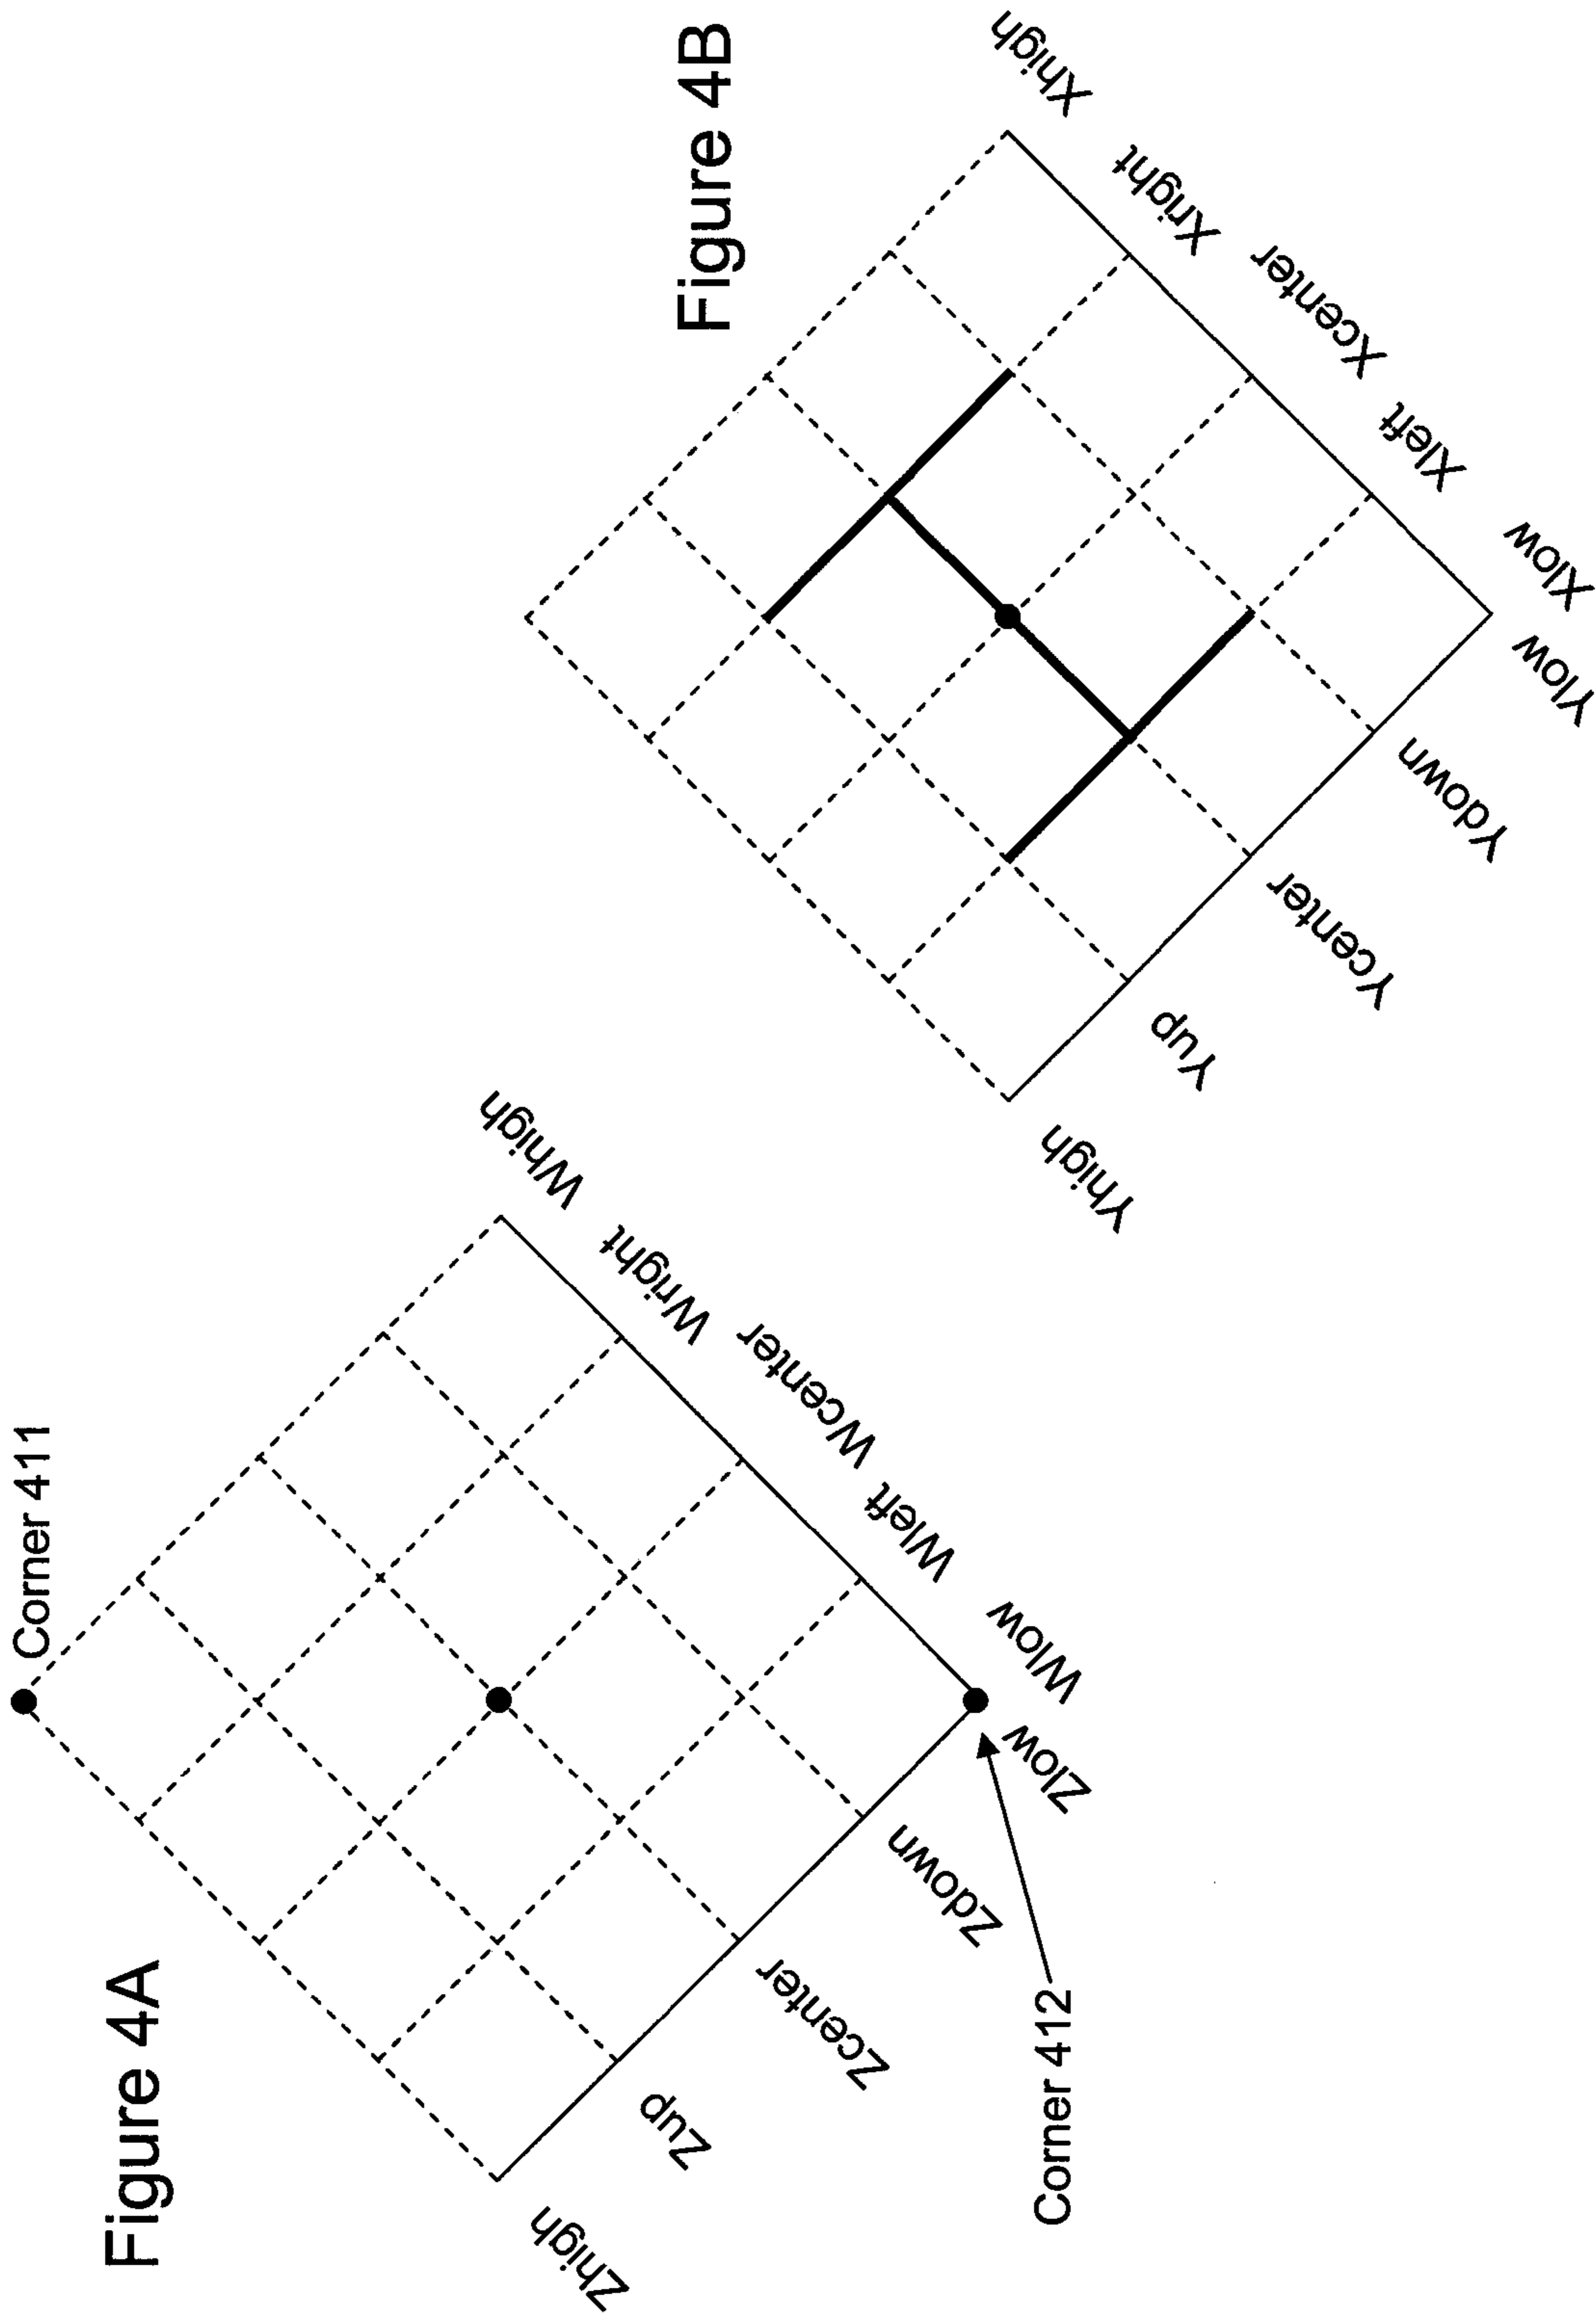 Figure 4A
Corner 411
Zhigh
Zup
Zcenter
Zdown
Zlow
Wlow
Wleft
Wcenter
Wright
Whigh
Corner 412
Figure 4B
Yhigh
Yup
Ycenter
Ydown
Ylow
Xlow
Xleft
Xcenter
Xright
Xhigh